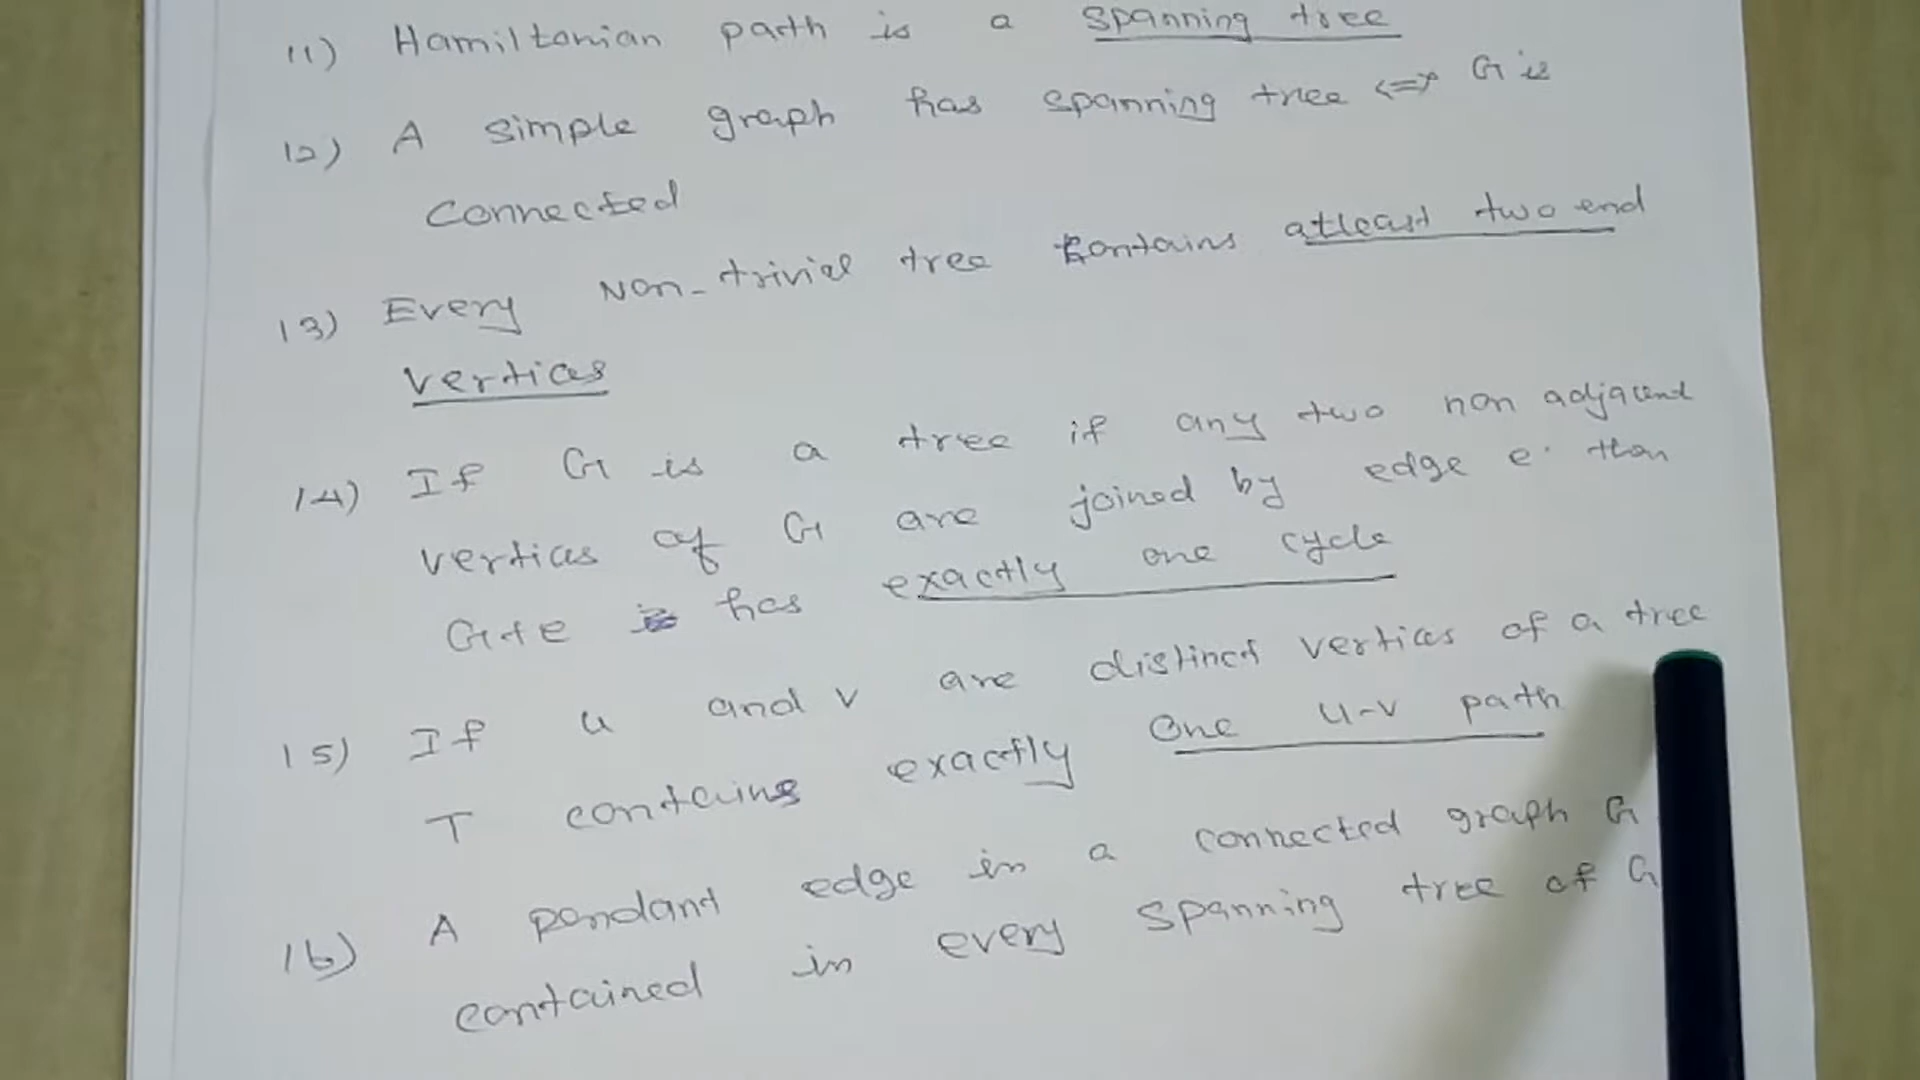 11) Hamiltonian path is a spanning tree
12) A simple graph has spanning tree <=> G is
connected
13) Every Non-trivial tree contains atleast two end
vertices
14) If G is a tree if any two non adjacent
vertices of G are joined by edge e. than
G+e has exactly one cycle
15) If u and v are distinct vertices of a tree
T contains exactly one u-v path
16) A pendant edge in a connected graph G
contained in every spanning tree of G